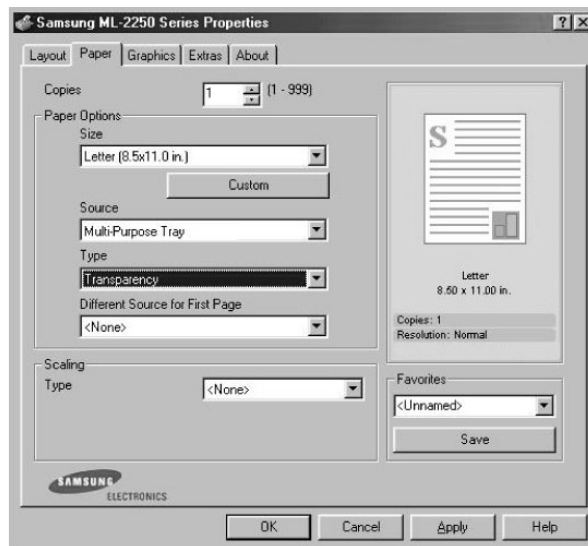 Samsung ML-2250 Series Properties
Layout Paper Graphics Extras About
Copies 1 (1 - 999)
Paper Options
Size
Letter (8.5x11.0 in.)
Custom
Source
Multi-Purpose Tray
Type
Transparency
Different Source for First Page
<None>
S
Letter
8.50 x 11.00 in.
Copies: 1
Resolution: Normal
Scaling
Type <None>
Favorites
<Unnamed>
Save
SAMSUNG
ELECTRONICS
OK Cancel Apply Help